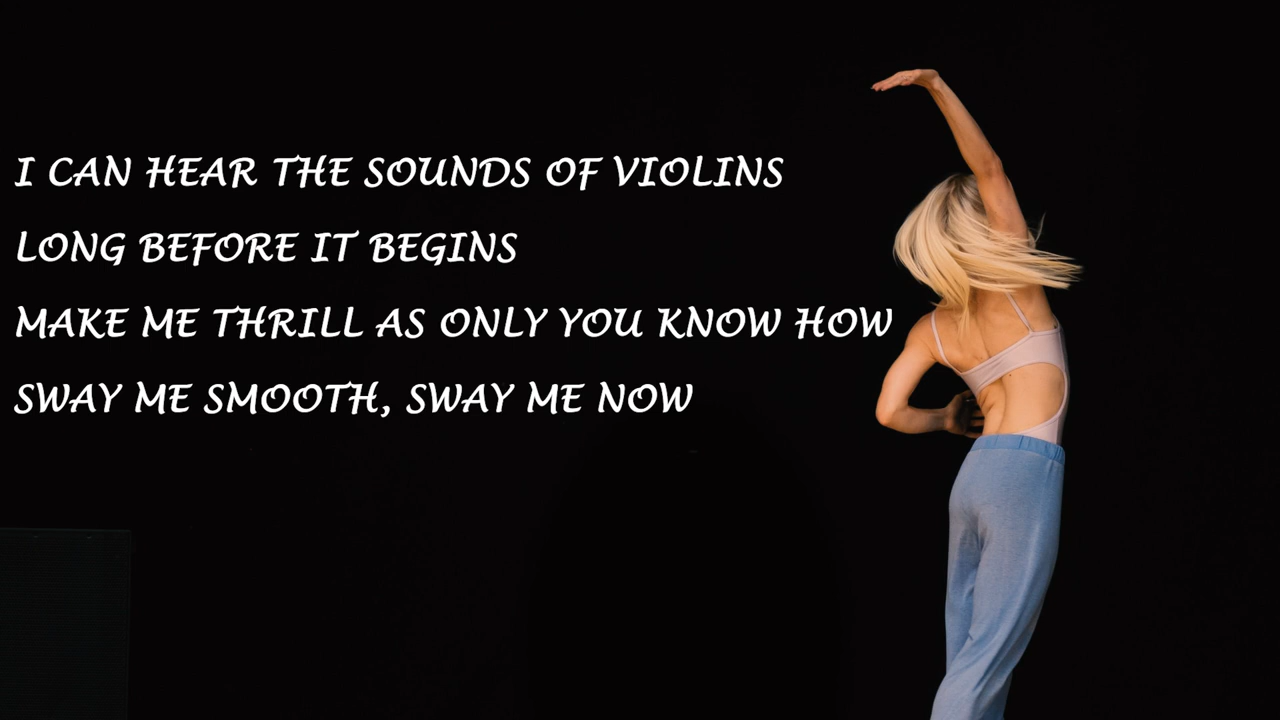 I CAN HEAR THE SOUNDS OF VIOLINS
LONG BEFORE IT BEGINS
MAKE ME THRILL AS ONLY YOU KNOW HOW
SWAY ME SMOOTH, SWAY ME NOW